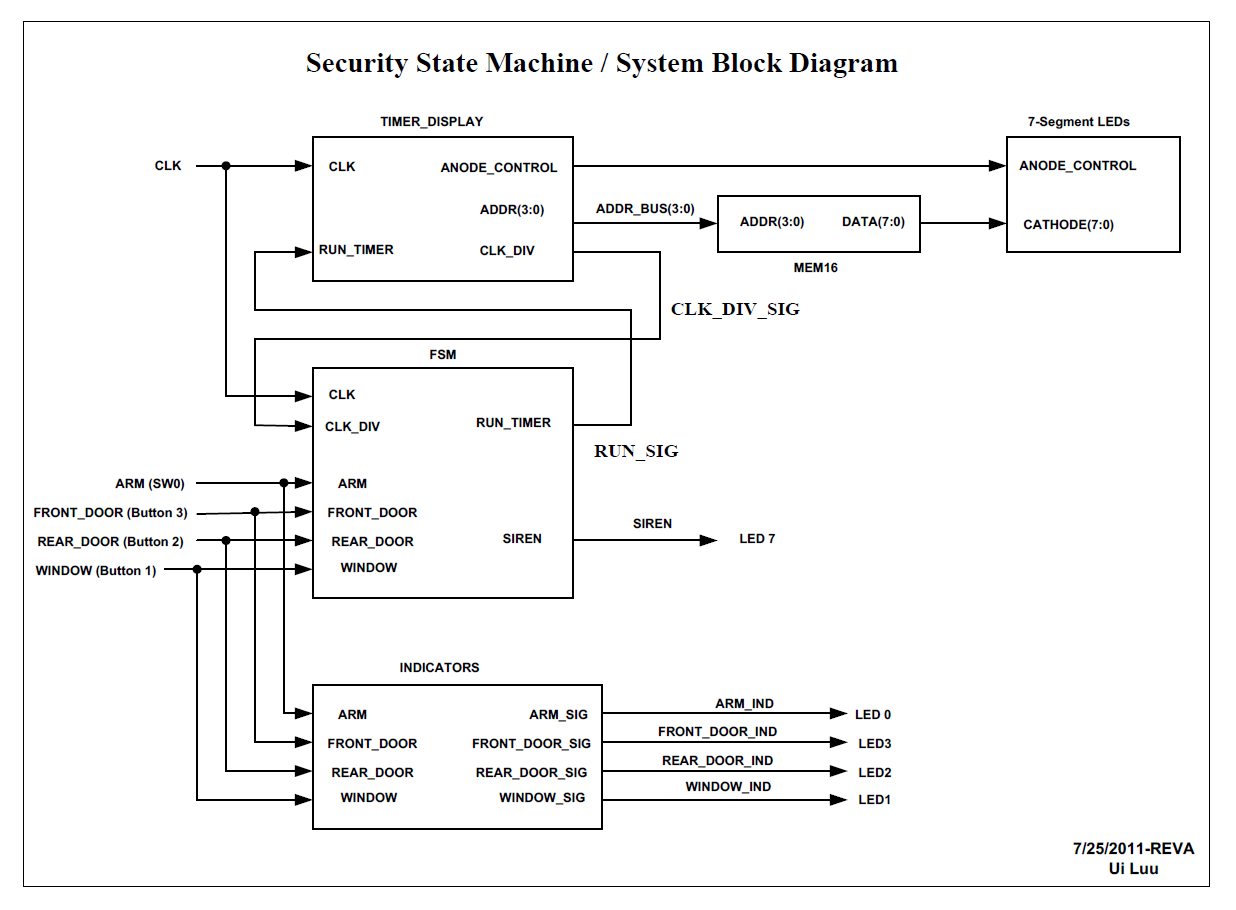 Security State Machine / System Block Diagram
TIMER_DISPLAY
7-Segment LEDs
CLK
CLK
ANODE_CONTROL
ANODE_CONTROL
ADDR(3:0)
ADDR_BUS(3:0)
ADDR(3:0)
DATA(7:0)
CATHODE(7:0)
RUN_TIMER
CLK_DIV
MEM16
CLK_DIV_SIG
FSM
CLK
CLK_DIV
RUN_TIMER
RUN_SIG
ARM (SW0)
ARM
FRONT_DOOR (Button 3)
FRONT_DOOR
REAR_DOOR (Button 2)
REAR_DOOR
SIREN
SIREN
LED 7
WINDOW (Button 1)
WINDOW
INDICATORS
ARM
ARM_SIG
ARM_IND
LED 0
FRONT_DOOR
FRONT_DOOR_SIG
FRONT_DOOR_IND
LED3
REAR_DOOR
REAR_DOOR_SIG
REAR_DOOR_IND
LED2
WINDOW
WINDOW_SIG
WINDOW_IND
LED1
7/25/2011-REVA
Ui Luu